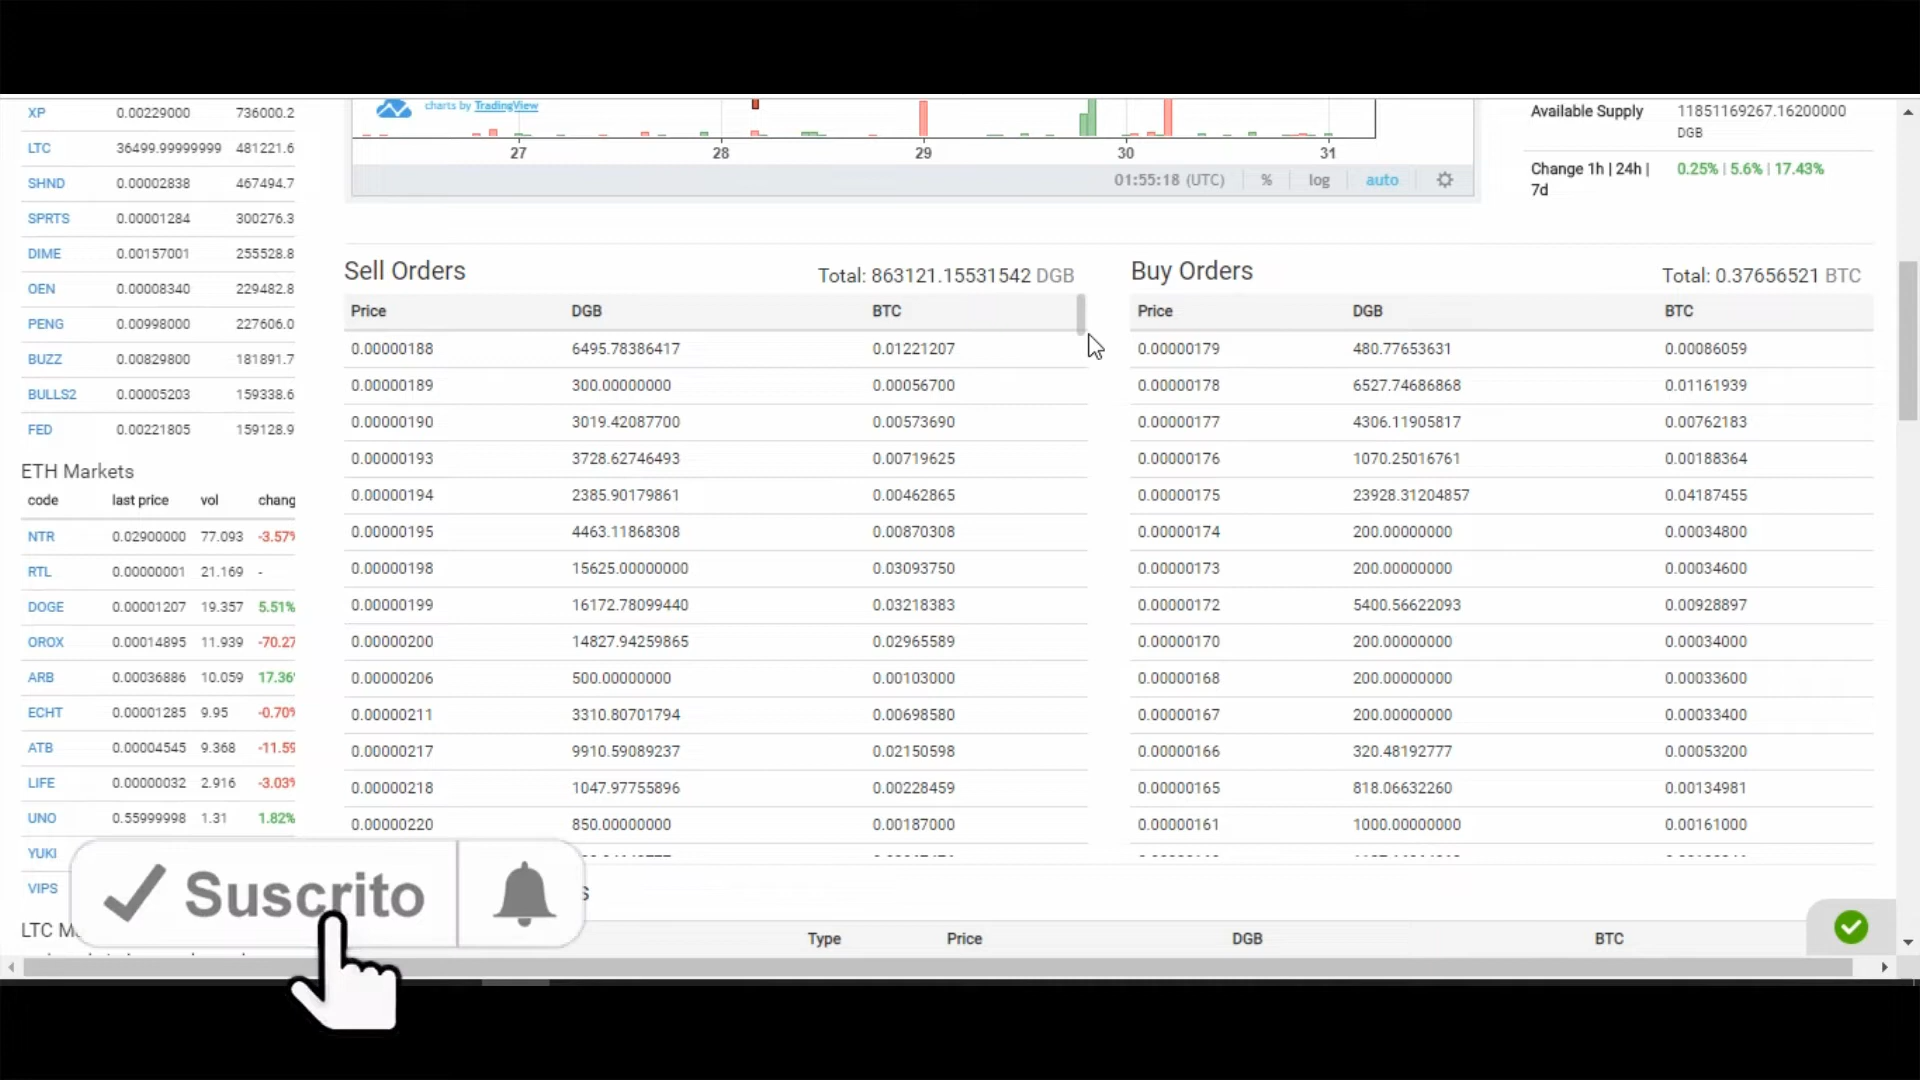 XP 0.00229000 736000.2
LTC 36499.99999999 481221.6
SHND 0.00002838 467494.7
SPRTS 0.00001284 300276.3
DIME 0.00157001 255528.8
OEN 0.00008340 229482.8
PENG 0.00998000 227606.0
BUZZ 0.00829800 181891.7
BULLS2 0.00005203 159338.6
FED 0.00221805 159128.9
ETH Markets
code last price vol chang
NTR 0.02900000 77.093 -3.57%
RTL 0.00000001 21.169 -
DOGE 0.00001207 19.357 5.51%
OROX 0.00014895 11.939 -70.27
ARB 0.00036886 10.059 17.36
ECHT 0.00001285 9.95 -0.70%
ATB 0.00004545 9.368 -11.59
LIFE 0.00000032 2.916 -3.03%
UNO 0.55999998 1.31 1.82%
YUKI
VIPS
LTC M
charts by TradingView
27 28 29 30 31
01:55:18 (UTC) % log auto
Available Supply 11851169267.16200000
DGB
Change 1h | 24h | 0.25% | 5.6% | 17.43%
7d
Sell Orders Total: 863121.15531542 DGB
Price DGB BTC
0.00000188 6495.78386417 0.01221207
0.00000189 300.00000000 0.00056700
0.00000190 3019.42087700 0.00573690
0.00000193 3728.62746493 0.00719625
0.00000194 2385.90179861 0.00462865
0.00000195 4463.11868308 0.00870308
0.00000198 15625.00000000 0.03093750
0.00000199 16172.78099440 0.03218383
0.00000200 14827.94259865 0.02965589
0.00000206 500.00000000 0.00103000
0.00000211 3310.80701794 0.00698580
0.00000217 9910.59089237 0.02150598
0.00000218 1047.97755896 0.00228459
0.00000220 850.00000000 0.00187000
Buy Orders Total: 0.37656521 BTC
Price DGB BTC
0.00000179 480.77653631 0.00086059
0.00000178 6527.74686868 0.01161939
0.00000177 4306.11905817 0.00762183
0.00000176 1070.25016761 0.00188364
0.00000175 23928.31204857 0.04187455
0.00000174 200.00000000 0.00034800
0.00000173 200.00000000 0.00034600
0.00000172 5400.56622093 0.00928897
0.00000170 200.00000000 0.00034000
0.00000168 200.00000000 0.00033600
0.00000167 200.00000000 0.00033400
0.00000166 320.48192777 0.00053200
0.00000165 818.06632260 0.00134981
0.00000161 1000.00000000 0.00161000
s
Type Price DGB BTC
Suscrito